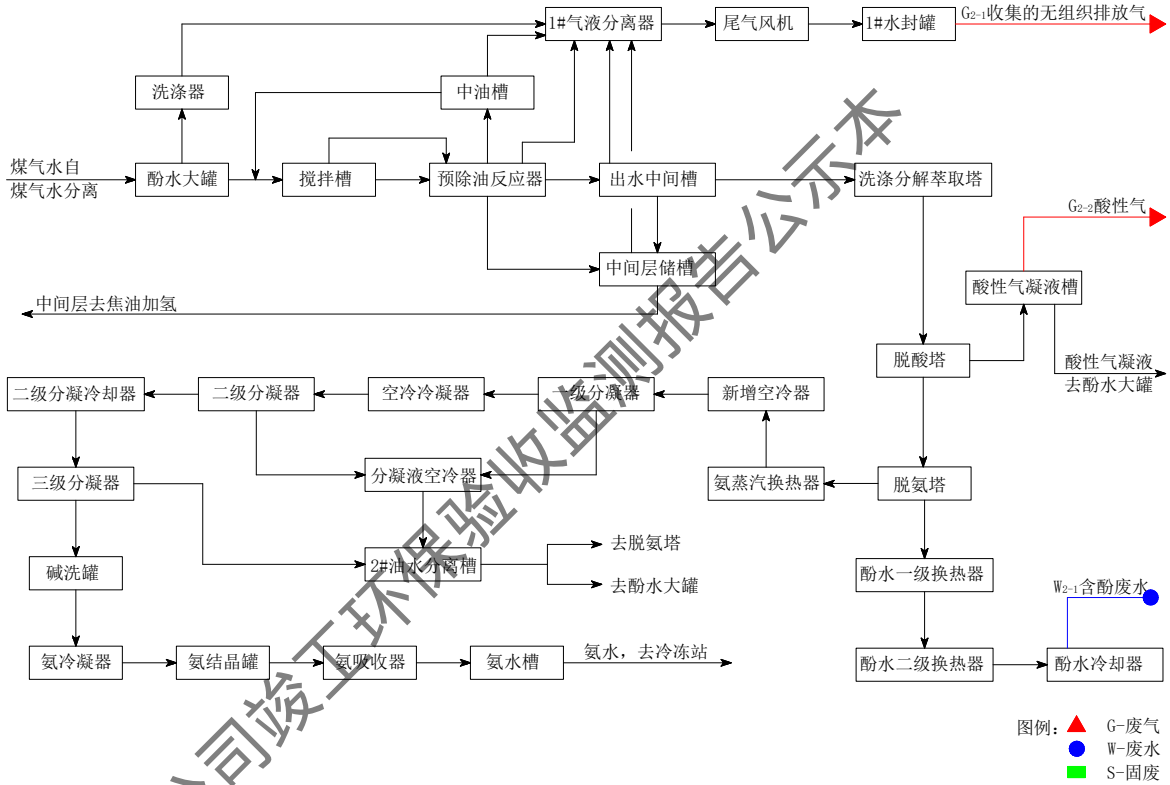 1#气液分离器
尾气风机
1#水封罐
G2-1收集的无组织排放气
洗涤器
中油槽
煤气水自
煤气水分离
酚水大罐
搅拌槽
预除油反应器
出水中间槽
洗涤分解萃取塔
G2-2酸性气
中间层储槽
酸性气凝液槽
中间层去焦油加氢
脱酸塔
酸性气凝液
去酚水大罐
二级分凝冷却器
二级分凝器
空冷冷凝器
一级分凝器
新增空冷器
三级分凝器
分凝液空冷器
氨蒸汽换热器
脱氨塔
去脱氨塔
碱洗罐
2#油水分离槽
去酚水大罐
酚水一级换热器
W2-1含酚废水
氨冷凝器
氨结晶罐
氨吸收器
氨水槽
氨水，去冷冻站
酚水二级换热器
酚水冷却器
图例：
G-废气
W-废水
S-固废
公司竣工环保验收监测报告公示本